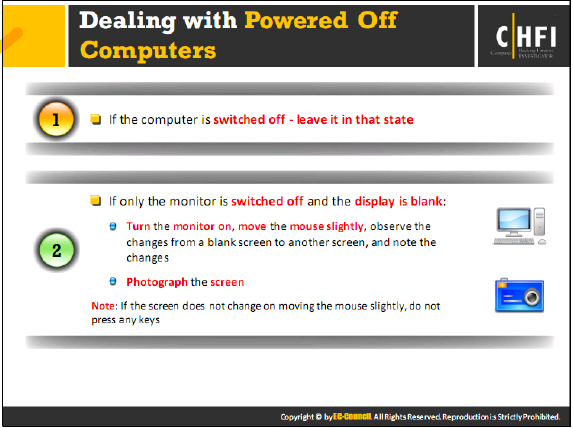 Dealing with Powered Off
Computers
CHFI
Computer
Hacking Forensic
INVESTIGATOR
1
If the computer is switched off - leave it in that state
2
If only the monitor is switched off and the display is blank:
Turn the monitor on, move the mouse slightly, observe the
changes from a blank screen to another screen, and note the
changes
Photograph the screen
Note: If the screen does not change on moving the mouse slightly, do not
press any keys
Copyright © by EC-Council. All Rights Reserved. Reproduction is Strictly Prohibited.